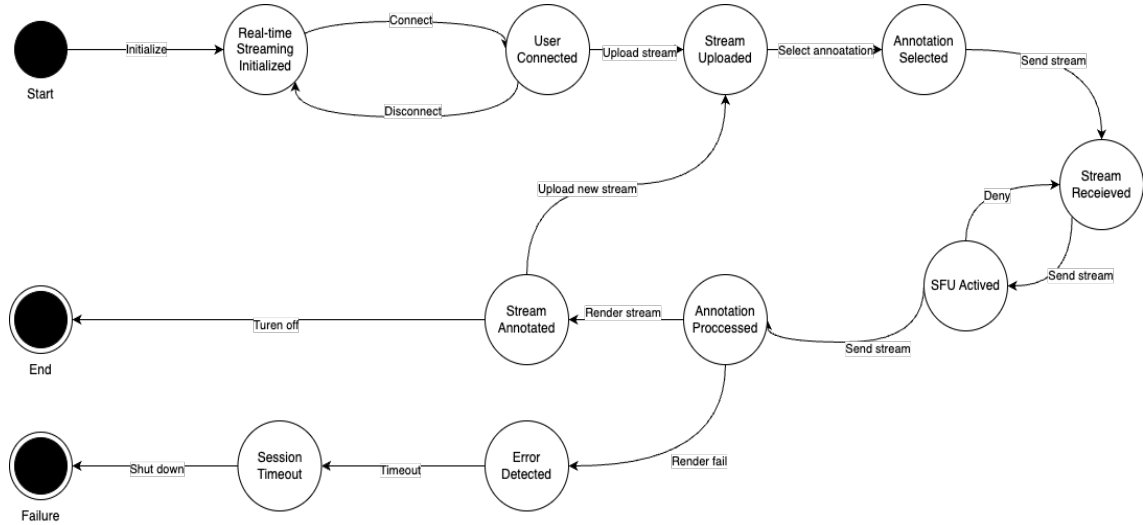 Start
Initialize
Real-time
Streaming
Initialized
Connect
Disconnect
User
Connected
Upload stream
Stream
Uploaded
Select annoatation
Annotation
Selected
Send stream
Stream
Receieved
Deny
Send stream
SFU Actived
Send stream
Annotation
Proccessed
Render stream
Stream
Annotated
Upload new stream
Turen off
End
Render fail
Error
Detected
Timeout
Session
Timeout
Shut down
Failure